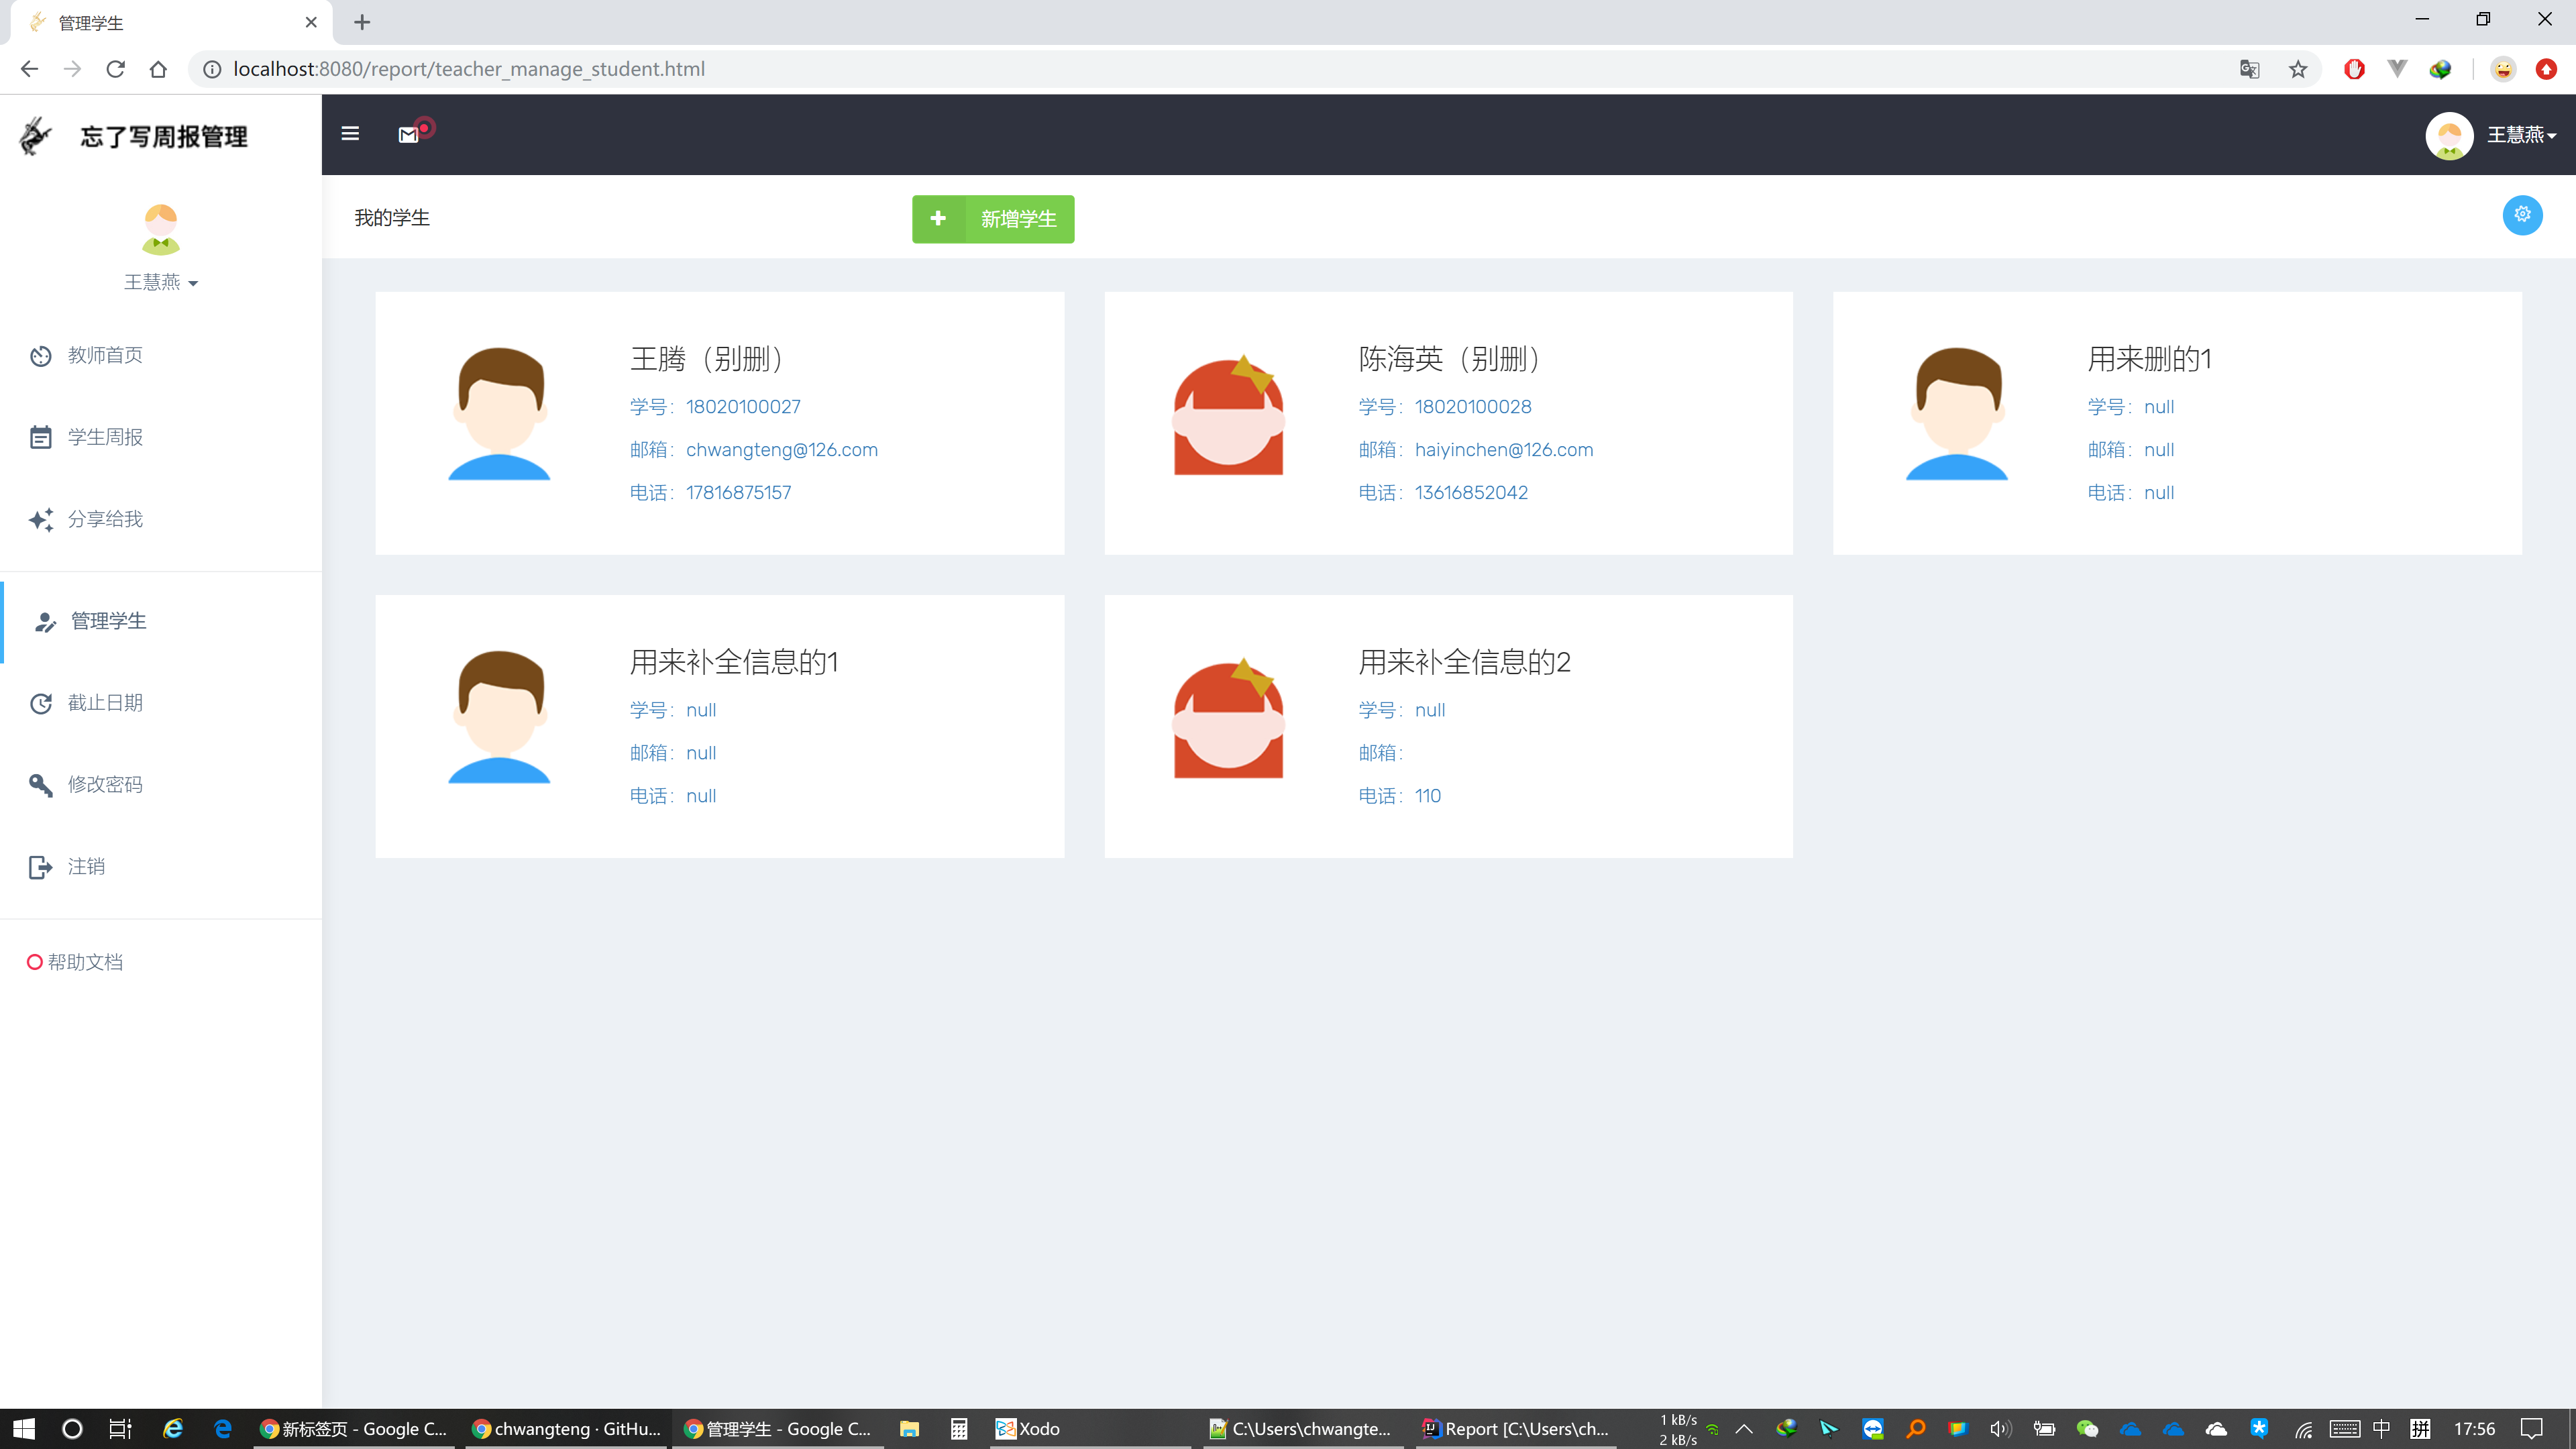 管理学生
localhost:8080/report/teacher_manage_student.html
忘了写周报管理
王慧燕
我的学生
新增学生
王慧燕
教师首页
学生周报
分享给我
管理学生
截止日期
修改密码
注销
帮助文档
王腾（别删）
学号：18020100027
邮箱：chwangteng@126.com
电话：17816875157
陈海英（别删）
学号：18020100028
邮箱：haiyinchen@126.com
电话：13616852042
用来删的1
学号：null
邮箱：null
电话：null
用来补全信息的1
学号：null
邮箱：null
电话：null
用来补全信息的2
学号：null
邮箱：
电话：110
新标签页 - Google C...
chwangteng · GitHu...
管理学生 - Google C...
Xodo
C:\Users\chwangte...
Report [C:\Users\ch...
1 kB/s
2 kB/s
中
拼
17:56